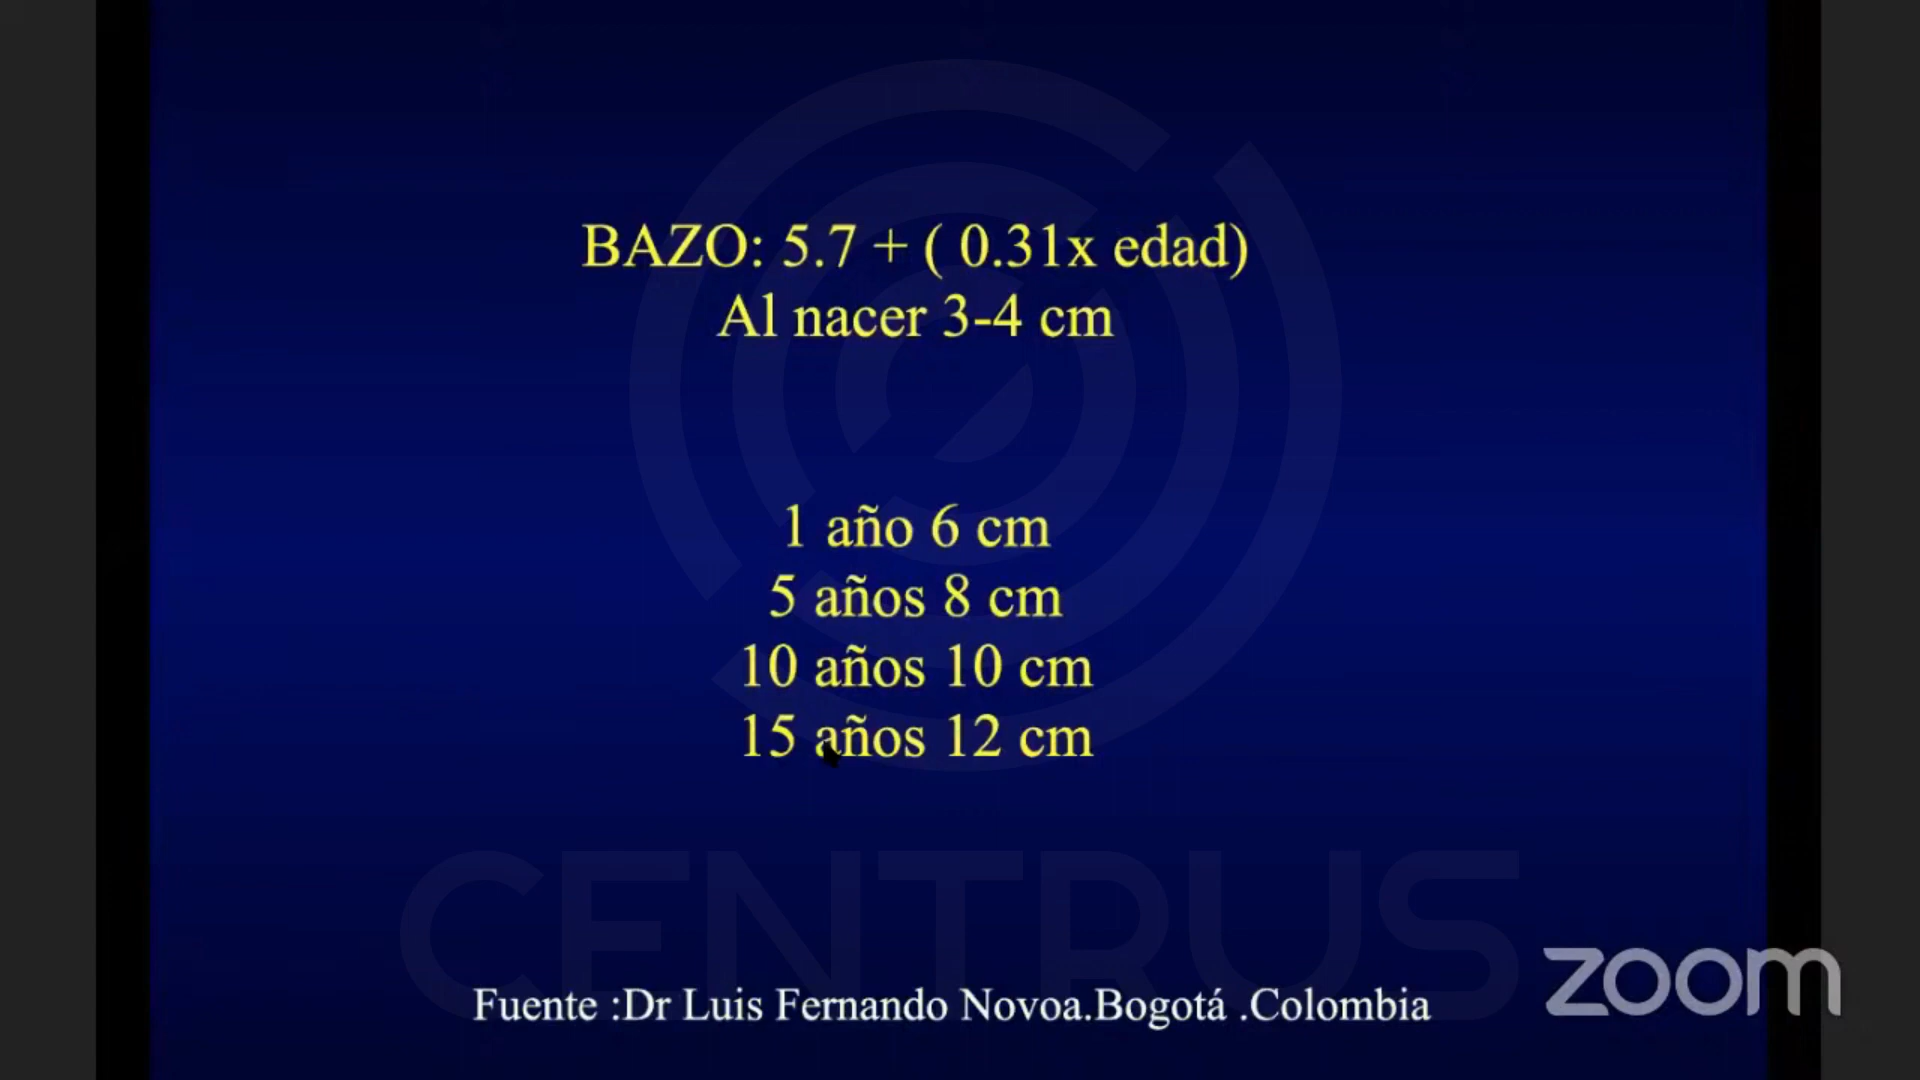 BAZO: 5.7 + ( 0.31x edad)
Al nacer 3-4 cm
1 año 6 cm
5 años 8 cm
10 años 10 cm
15 años 12 cm
CENTRUS
Fuente :Dr Luis Fernando Novoa.Bogotá .Colombia
zoom